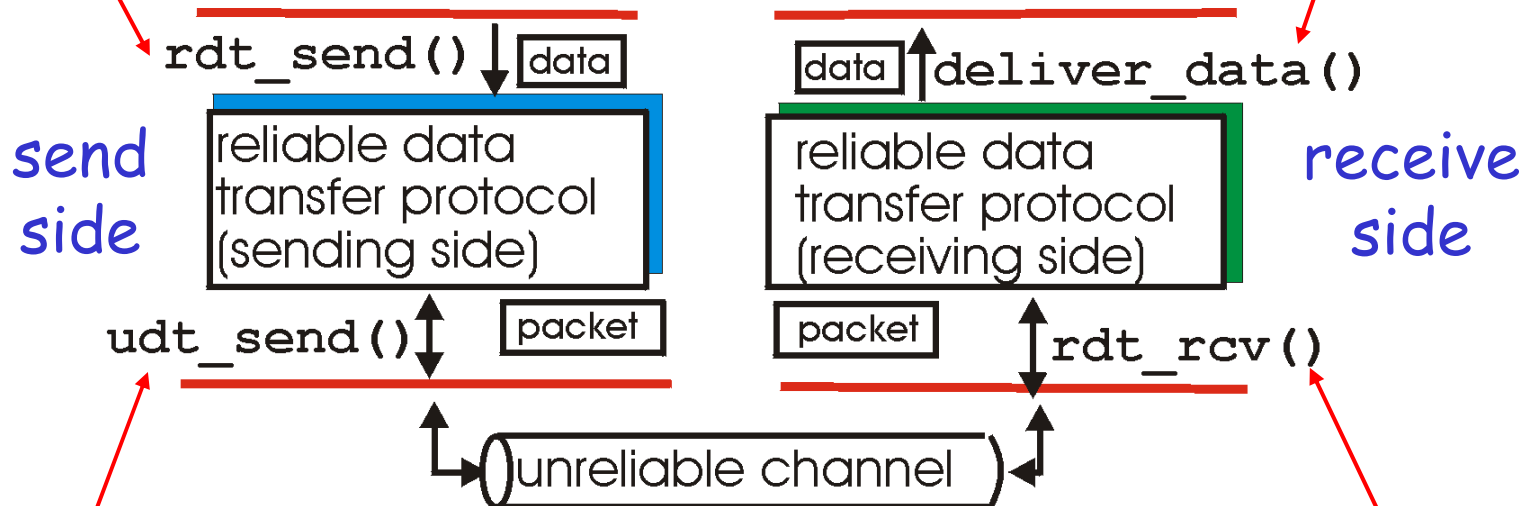 rdt_send()
data
data
deliver_data()
send
side
reliable data
transfer protocol
(sending side)
reliable data
transfer protocol
(receiving side)
receive
side
udt_send()
packet
packet
rdt_rcv()
unreliable channel